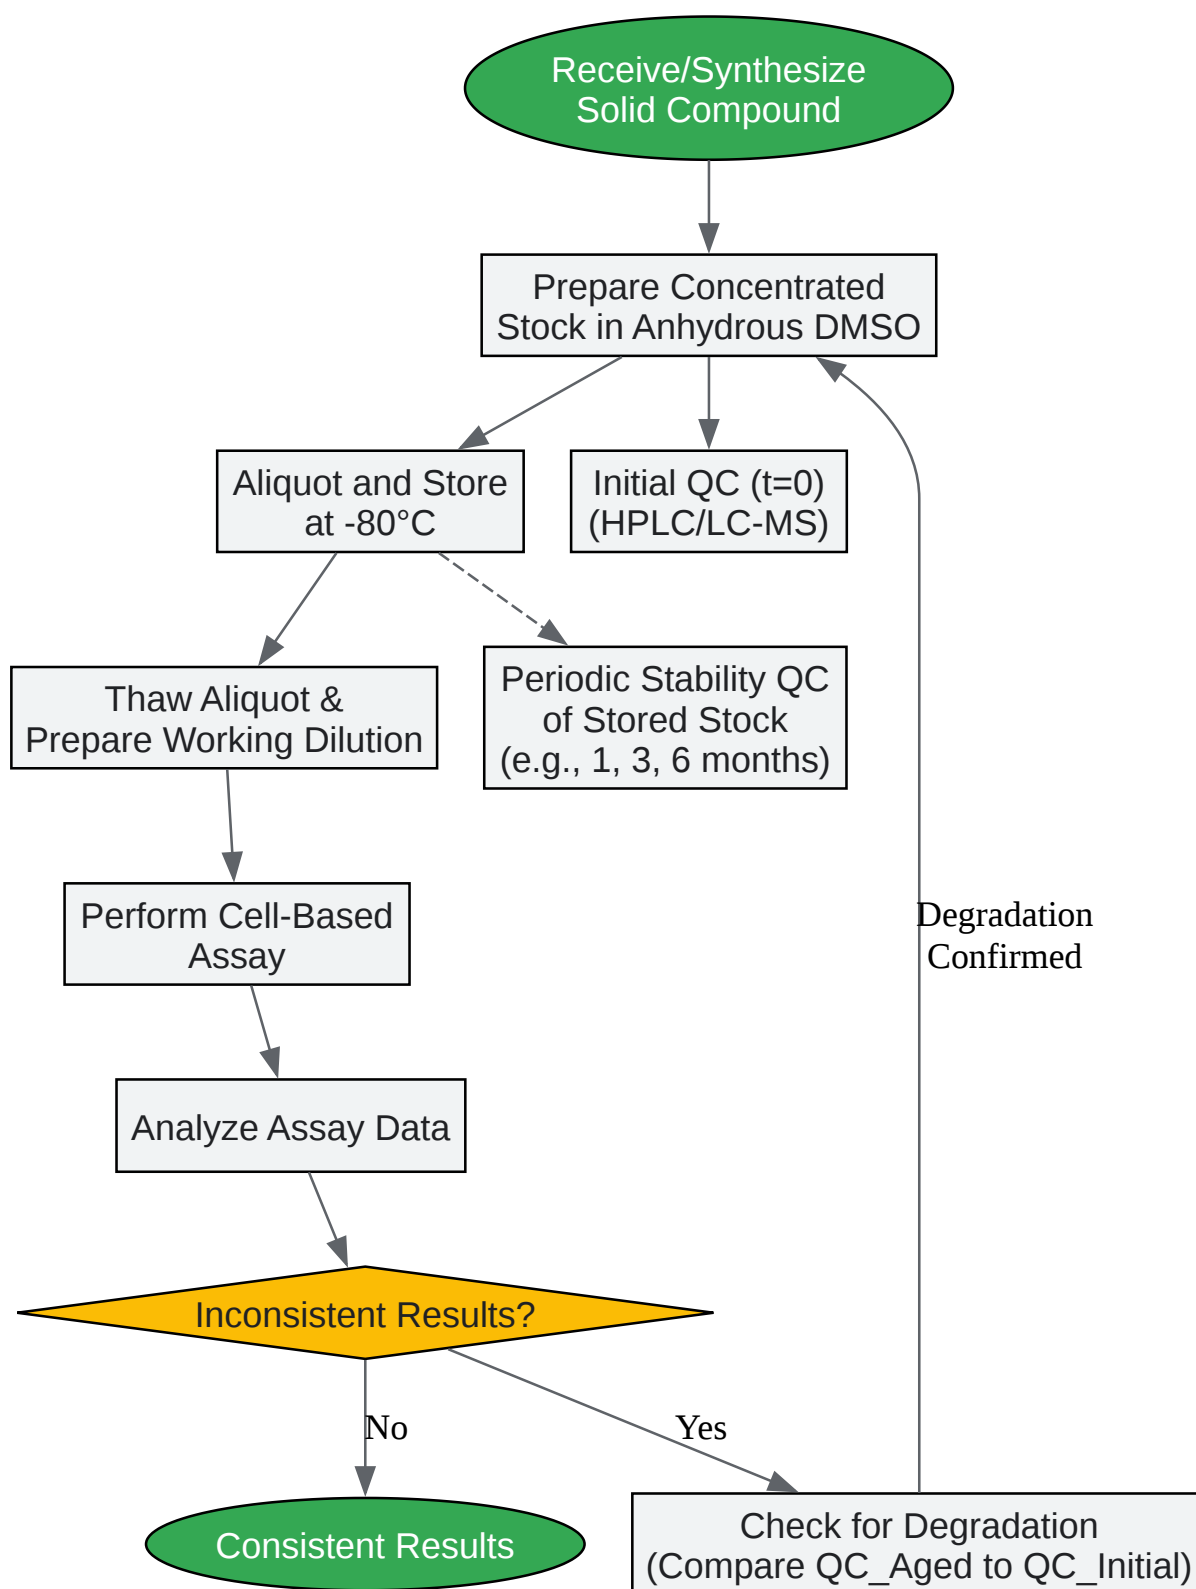 Receive/Synthesize
Solid Compound
Prepare Concentrated
Stock in Anhydrous DMSO
Aliquot and Store
at -80°C
Initial QC (t=0)
(HPLC/LC-MS)
Thaw Aliquot &
Prepare Working Dilution
Periodic Stability QC
of Stored Stock
(e.g., 1, 3, 6 months)
Perform Cell-Based
Assay
Degradation
Confirmed
Analyze Assay Data
Inconsistent Results?
No
Yes
Consistent Results
Check for Degradation
(Compare QC_Aged to QC_Initial)